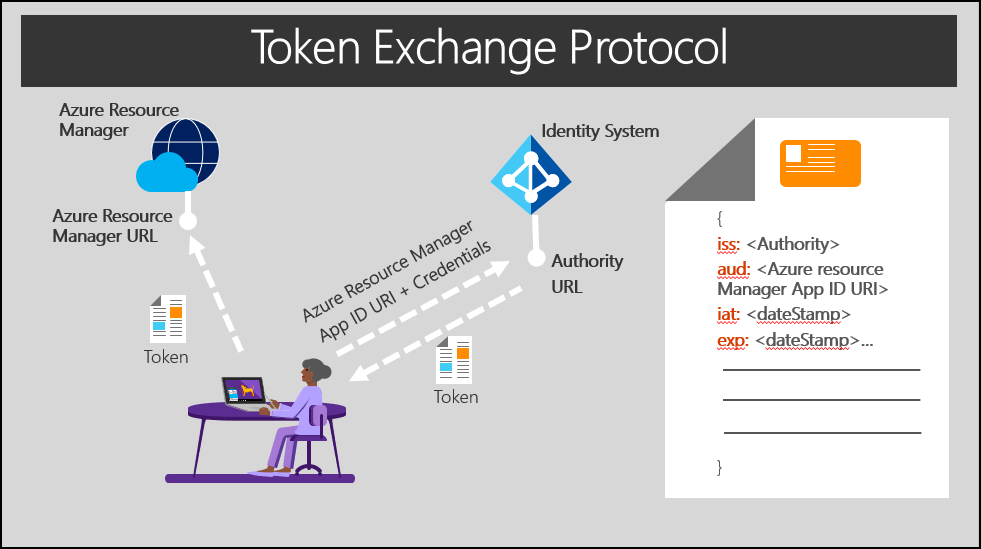 Token Exchange Protocol
Azure Resource
Manager
Identity System
Azure Resource
Manager URL
Azure Resource Manager
App ID URI + Credentials
Authority
URL
Token
Token
{
iss: <Authority>
aud: <Azure resource
Manager App ID URI>
iat: <dateStamp>
exp: <dateStamp>...
}